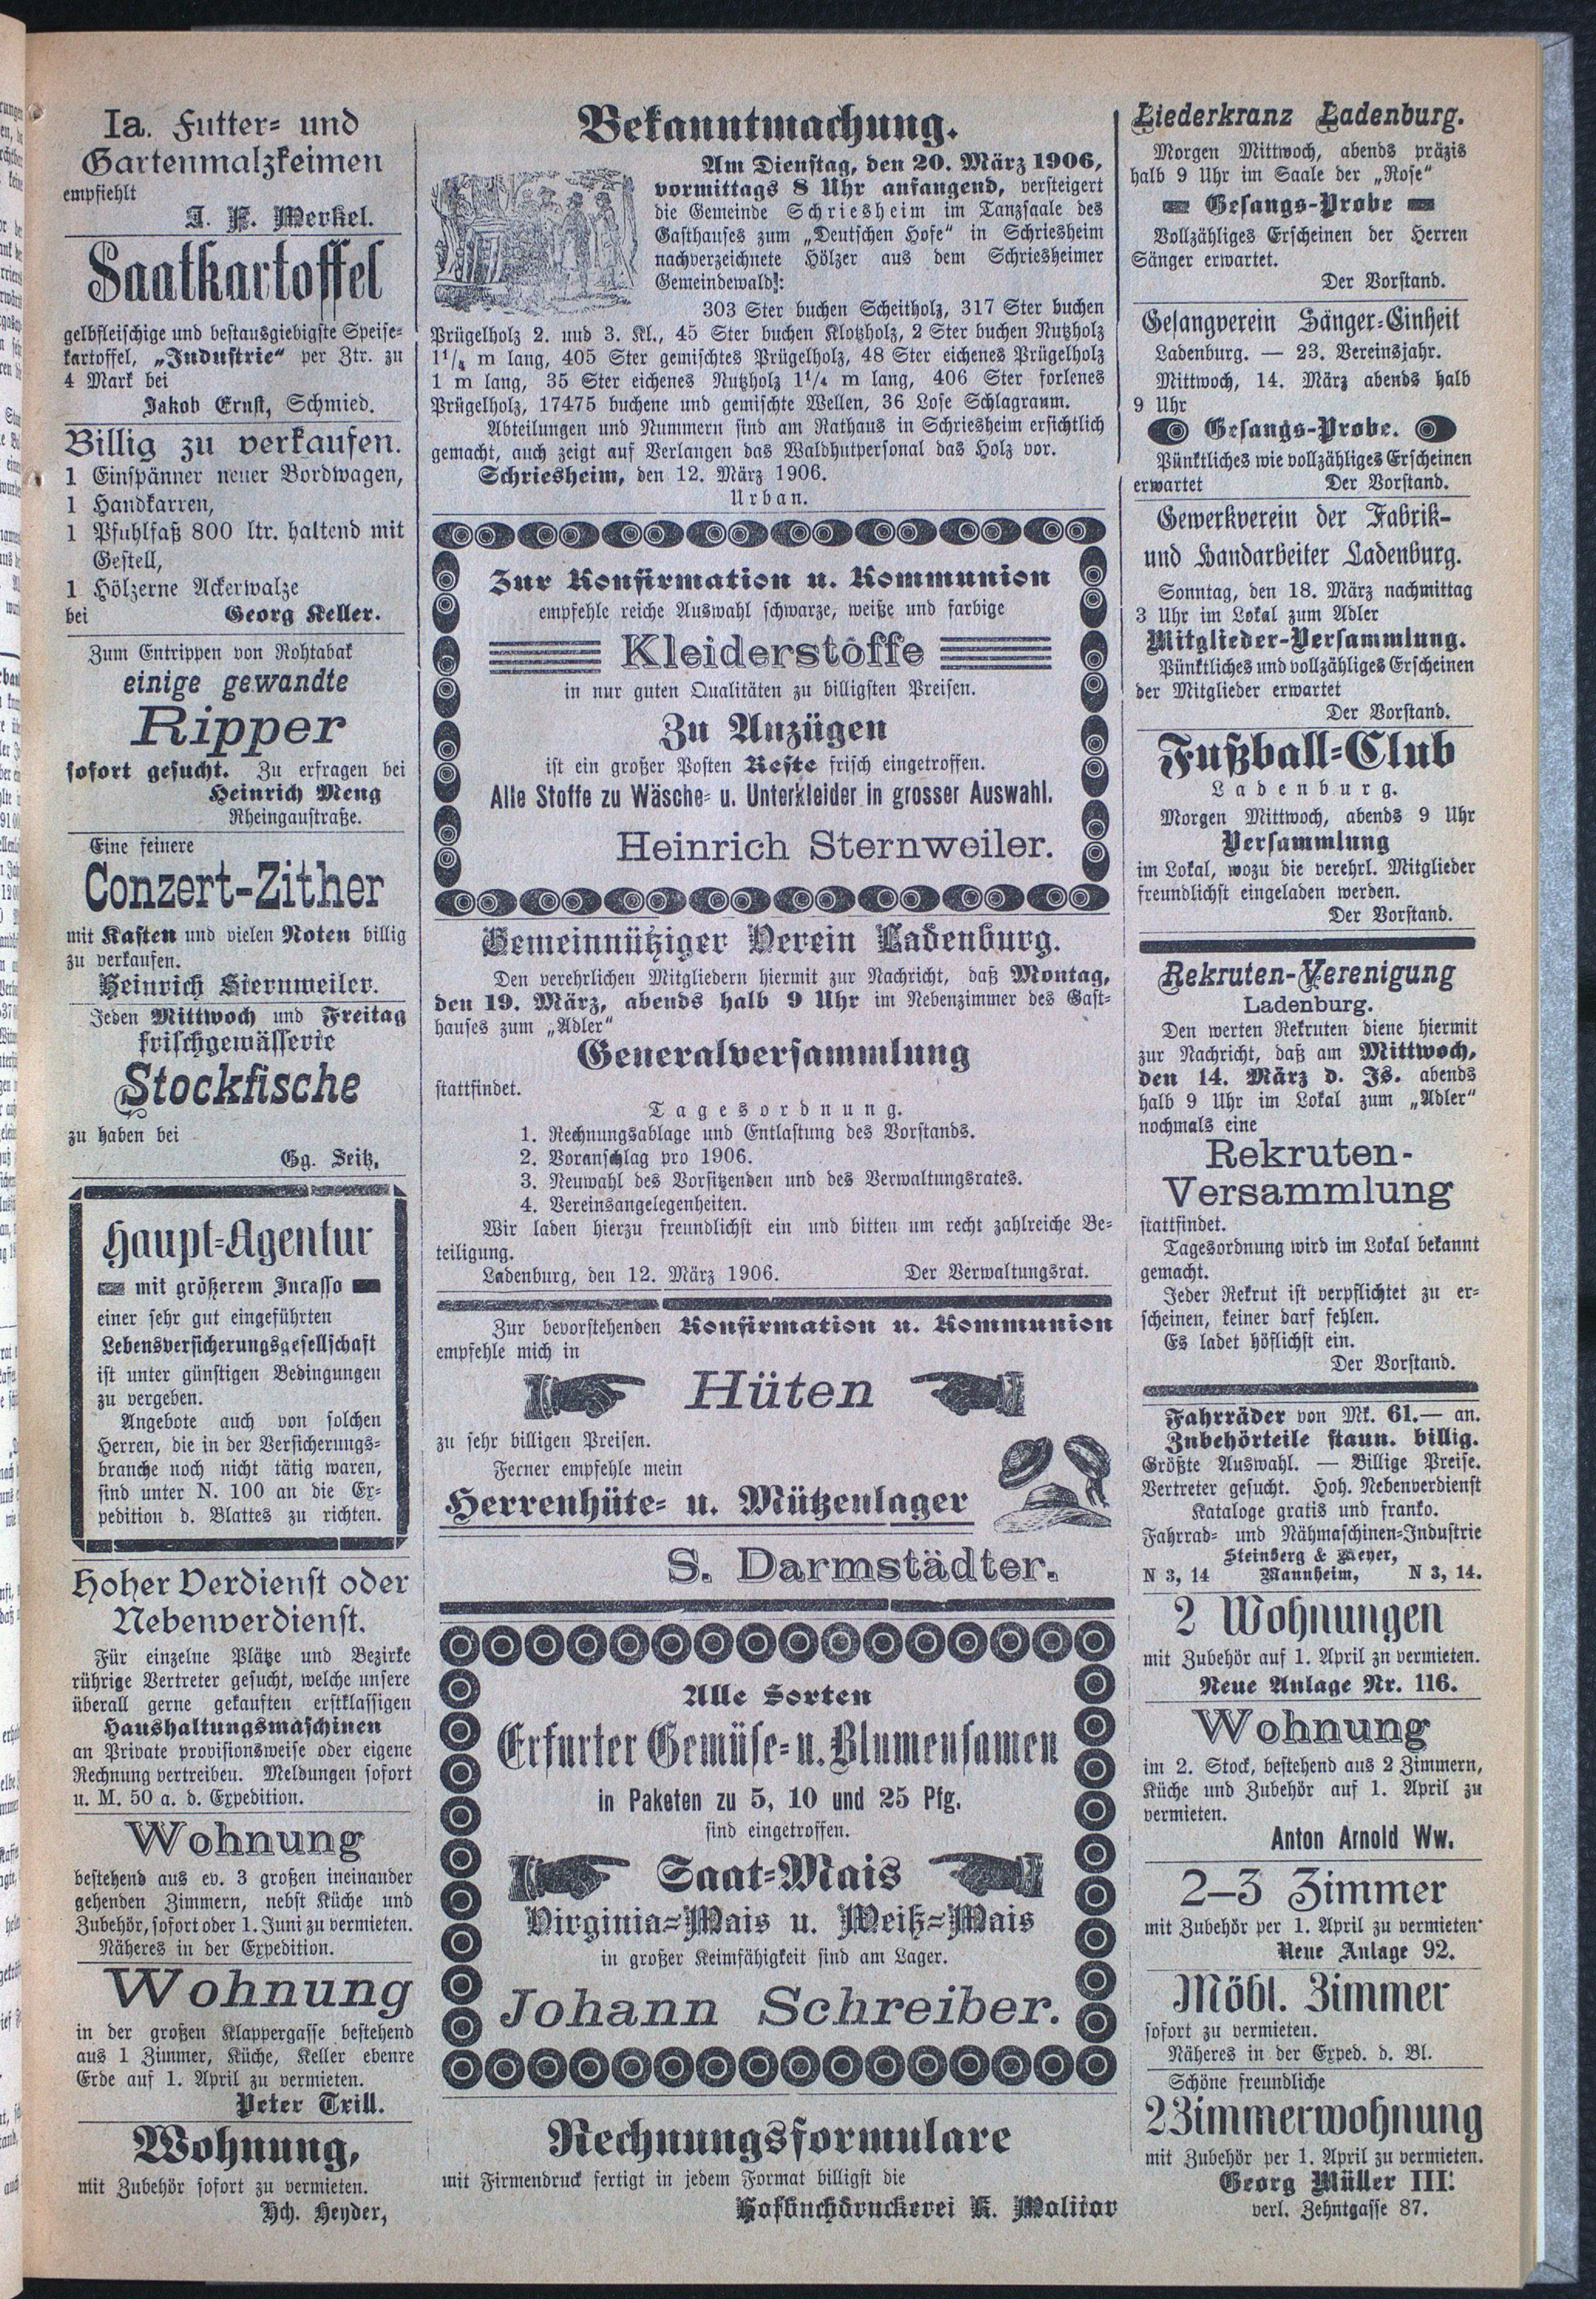 Ia. Futter- und
Gartenmalzkeimen
empfiehlt
J. F. Merkel.
Saatkartoffel
gelbfleischige und bestausgiebigste Speise-
kartoffel, „Industrie“ per Ztr. zu
4 Mark bei
Jakob Ernst, Schmied.
Billig zu verkaufen.
1 Einspänner neuer Bordwagen,
1 Handkarren,
1 Pfuhlfaß 800 ltr. haltend mit
Gestell,
1 Hölzerne Ackerwalze
bei Georg Keller.
Zum Entrippen von Rohtabak
einige gewandte
Ripper
sofort gesucht. Zu erfragen bei
Heinrich Meng
Rheingaustraße.
Eine feinere
Conzert-Zither
mit Kasten und vielen Noten billig
zu verkaufen.
Heinrich Sternweiler.
Jeden Mittwoch und Freitag
frischgewässerte
Stockfische
zu haben bei
Gg. Seitz,
Haupt-Agentur
mit größerem Incasso
einer sehr gut eingeführten
Lebensversicherungsgesellschaft
ist unter günstigen Bedingungen
zu vergeben.
Angebote auch von solchen
Herren, die in der Versicherungs-
branche noch nicht tätig waren,
sind unter N. 100 an die Ex-
pedition d. Blattes zu richten.
Hoher Verdienst oder
Nebenverdienst.
Für einzelne Plätze und Bezirke
rührige Vertreter gesucht, welche unsere
überall gerne gekauften erstklassigen
Haushaltungsmaschinen
an Private provisionsweise oder eigene
Rechnung vertreiben. Meldungen sofort
u. M. 50 a. d. Expedition.
Wohnung
bestehend aus ev. 3 großen ineinander
gehenden Zimmern, nebst Küche und
Zubehör, sofort oder 1. Juni zu vermieten.
Näheres in der Expedition.
Wohnung
in der großen Klappergasse bestehend
aus 1 Zimmer, Küche, Keller ebenre
Erde auf 1. April zu vermieten.
Peter Trill.
Wohnung,
mit Zubehör sofort zu vermieten.
Hch. Heyder,
Bekanntmachung.
Am Dienstag, den 20. März 1906,
vormittags 8 Uhr anfangend, versteigert
die Gemeinde Schriesheim im Tanzsaale des
Gasthauses zum „Deutschen Hofe“ in Schriesheim
nachverzeichnete Hölzer aus dem Schriesheimer
Gemeindewald!:
303 Ster buchen Scheitholz, 317 Ster buchen
Prügelholz 2. und 3. Kl., 45 Ster buchen Klotzholz, 2 Ster buchen Nutzholz
1¹/₄ m lang, 405 Ster gemischtes Prügelholz, 48 Ster eichenes Prügelholz
1 m lang, 35 Ster eichenes Nutzholz 1¹/₄ m lang, 406 Ster forlenes
Prügelholz, 17475 buchene und gemischte Wellen, 36 Lose Schlagraum.
Abteilungen und Nummern sind am Rathaus in Schriesheim ersichtlich
gemacht, auch zeigt auf Verlangen das Waldhutpersonal das Holz vor.
Schriesheim, den 12. März 1906.
Urban.
Zur Konfirmation u. Kommunion
empfehle reiche Auswahl schwarze, weiße und farbige
Kleiderstoffe
in nur guten Qualitäten zu billigsten Preisen.
Zu Anzügen
ist ein großer Posten Reste frisch eingetroffen.
Alle Stoffe zu Wäsche- u. Unterkleider in grosser Auswahl.
Heinrich Sternweiler.
Gemeinnütziger Verein Ladenburg.
Den verehrlichen Mitgliedern hiermit zur Nachricht, daß Montag,
den 19. März, abends halb 9 Uhr im Nebenzimmer des Gast-
hauses zum „Adler“
Generalversammlung
stattfindet.
Tagesordnung.
1. Rechnungsablage und Entlastung des Vorstands.
2. Voranschlag pro 1906.
3. Neuwahl des Vorsitzenden und des Verwaltungsrates.
4. Vereinsangelegenheiten.
Wir laden hierzu freundlichst ein und bitten um recht zahlreiche Be-
teiligung.
Ladenburg, den 12. März 1906. Der Verwaltungsrat.
Zur bevorstehenden Konfirmation u. Kommunion
empfehle mich in
Hüten
zu sehr billigen Preisen.
Ferner empfehle mein
Herrenhüte- u. Mützenlager
S. Darmstädter.
Alle Sorten
Erfurter Gemüse- u. Blumensamen
in Paketen zu 5, 10 und 25 Pfg.
sind eingetroffen.
Saat-Mais
Virginia-Mais u. Weiß-Mais
in großer Keimfähigkeit sind am Lager.
Johann Schreiber.
Rechnungsformulare
mit Firmendruck fertigt in jedem Format billigst die
Hofbuchdruckerei K. Molitor
Liederkranz Ladenburg.
Morgen Mittwoch, abends präzis
halb 9 Uhr im Saale der „Rose“
Gesangs-Probe
Vollzähliges Erscheinen der Herren
Sänger erwartet.
Der Vorstand.
Gesangverein Sänger-Einheit
Ladenburg. — 23. Vereinsjahr.
Mittwoch, 14. März abends halb
9 Uhr
Gesangs-Probe.
Pünktliches wie vollzähliges Erscheinen
erwartet Der Vorstand.
Gewerkverein der Fabrik-
und Handarbeiter Ladenburg.
Sonntag, den 18. März nachmittag
3 Uhr im Lokal zum Adler
Mitglieder-Versammlung.
Pünktliches und vollzähliges Erscheinen
der Mitglieder erwartet
Der Vorstand.
Fußball-Club
Ladenburg.
Morgen Mittwoch, abends 9 Uhr
Versammlung
im Lokal, wozu die verehrl. Mitglieder
freundlichst eingeladen werden.
Der Vorstand.
Rekruten-Verenigung
Ladenburg.
Den werten Rekruten diene hiermit
zur Nachricht, daß am Mittwoch,
den 14. März d. Js. abends
halb 9 Uhr im Lokal zum „Adler“
nochmals eine
Rekruten-
Versammlung
stattfindet.
Tagesordnung wird im Lokal bekannt
gemacht.
Jeder Rekrut ist verpflichtet zu er-
scheinen, keiner darf fehlen.
Es ladet höflichst ein.
Der Vorstand.
Fahrräder von Mk. 61.— an.
Zubehörteile staun. billig.
Größte Auswahl. — Billige Preise.
Vertreter gesucht. Hoh. Nebenverdienst
Kataloge gratis und franko.
Fahrrad- und Nähmaschinen-Industrie
Steinberg & Meyer,
N 3, 14 Mannheim, N 3, 14.
2 Wohnungen
mit Zubehör auf 1. April zn vermieten.
Neue Anlage Nr. 116.
Wohnung
im 2. Stock, bestehend aus 2 Zimmern,
Küche und Zubehör auf 1. April zu
vermieten.
Anton Arnold Ww.
2–3 Zimmer
mit Zubehör per 1. April zu vermieten
Neue Anlage 92.
Möbl. Zimmer
sofort zu vermieten.
Näheres in der Exped. d. Bl.
Schöne freundliche
2 Zimmerwohnung
mit Zubehör per 1. April zu vermieten.
Georg Müller III.
verl. Zehntgasse 87.